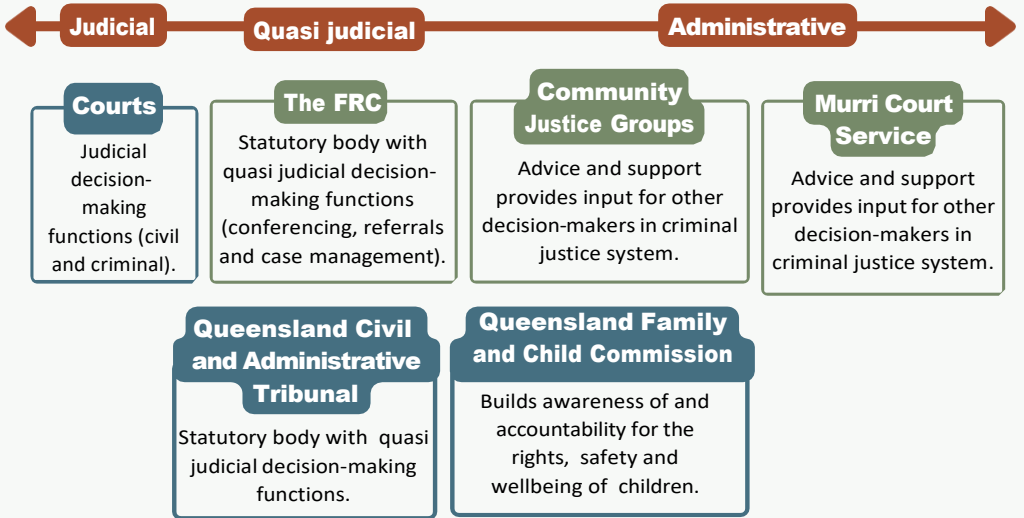 Judicial
Quasi judicial
Administrative
Courts
Judicial
decision-
making
functions (civil
and criminal).
The FRC
Statutory body with
quasi judicial decision-
making functions
(conferencing, referrals
and case management).
Community
Justice Groups
Advice and support
provides input for other
decision-makers in criminal
justice system.
Murri Court
Service
Advice and support
provides input for other
decision-makers in
criminal justice system.
Queensland Civil
and Administrative
Tribunal
Statutory body with quasi
judicial decision-making
functions.
Queensland Family
and Child Commission
Builds awareness of and
accountability for the
rights, safety and
wellbeing of children.